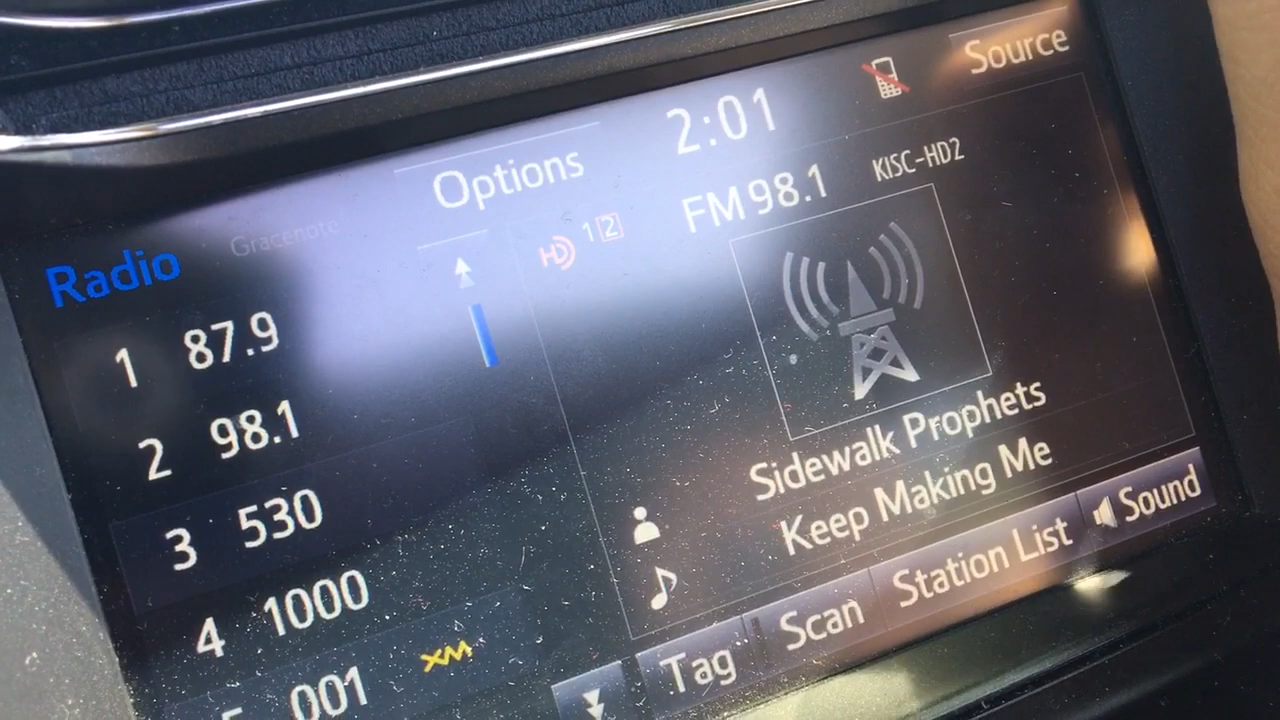 Source
2:01
Options
KISC-HD2
FM 98.1
HD 1 2
Gracenote
Radio
1 87.9
2 98.1
3 530
4 1000
5 001 XM
Sidewalk Prophets
Keep Making Me
Tag
Scan
Station List
Sound